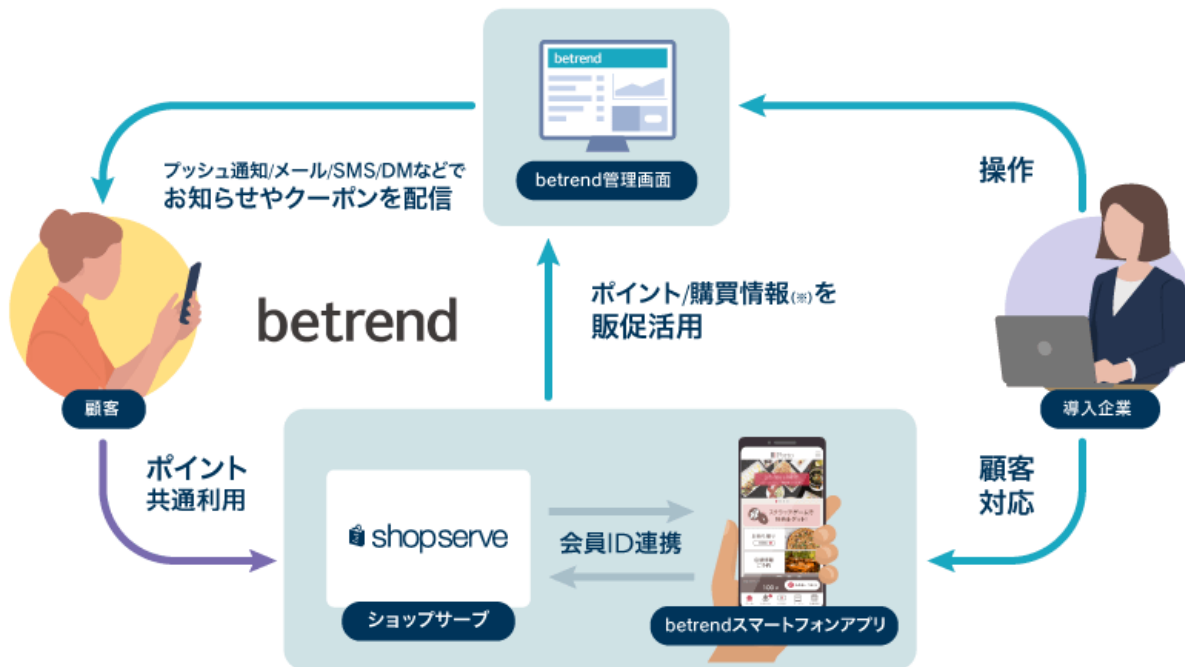 betrend
betrend管理画面
プッシュ通知/メール/SMS/DMなどで
お知らせやクーポンを配信
操作
betrend
ポイント/購買情報(※)を
販促活用
顧客
導入企業
ポイント
共通利用
顧客
対応
shopserve
会員ID連携
ショップサーブ
betrendスマートフォンアプリ